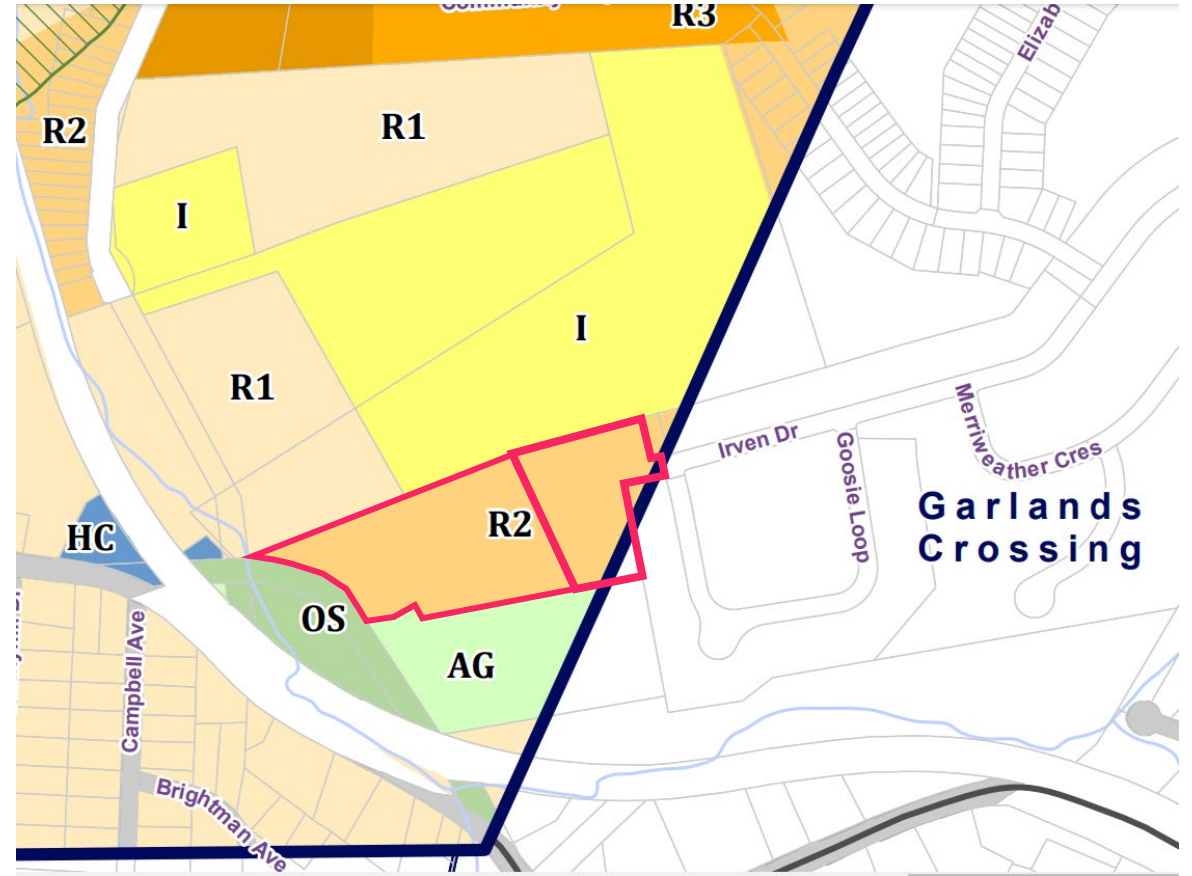 R3
Elizab
R2
R1
I
I
R1
Irven Dr
Goosie Loop
Merriweather Cres
Garlands
Crossing
R2
HC
OS
AG
Campbell Ave
Brightman Ave